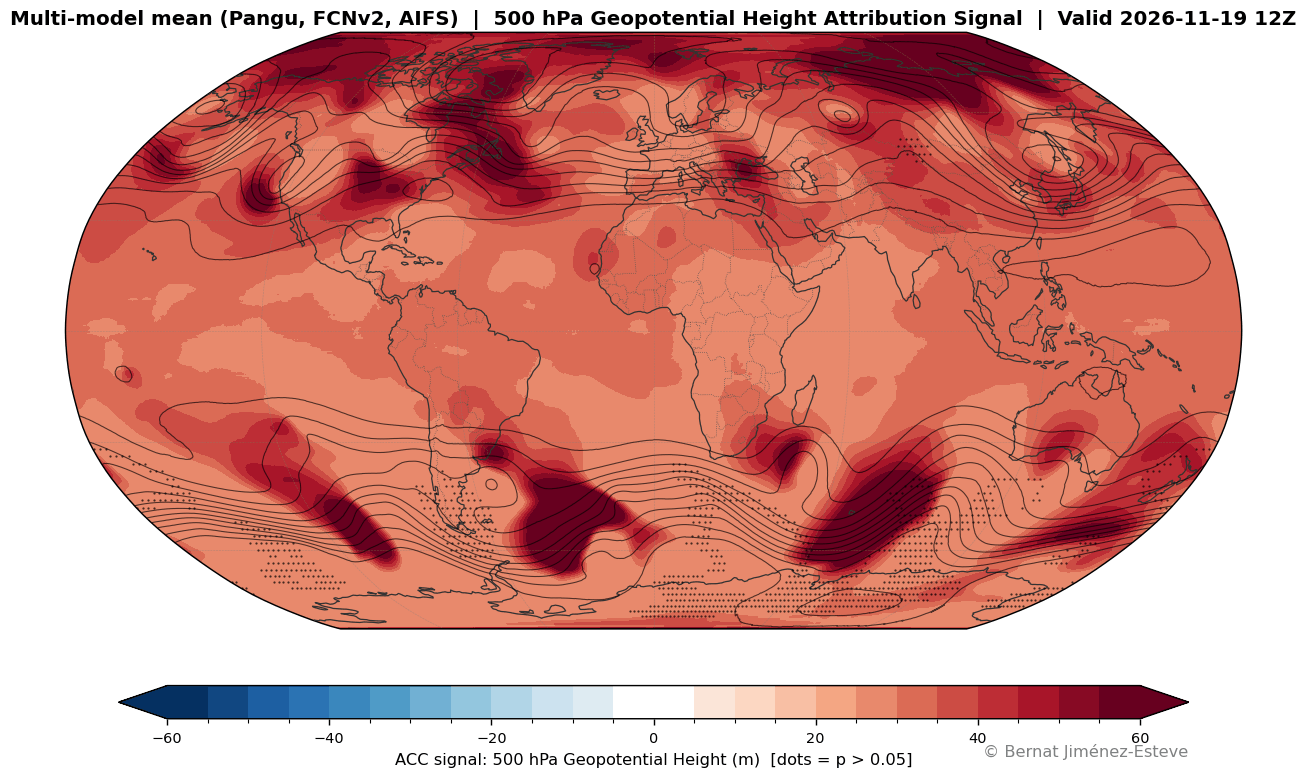 Multi-model mean (Pangu, FCNv2, AIFS) | 500 hPa Geopotential Height Attribution Signal | Valid 2026-11-19 12Z
−60 −40 −20 0 20 40 60
ACC signal: 500 hPa Geopotential Height (m) [dots = p > 0.05]
© Bernat Jiménez-Esteve